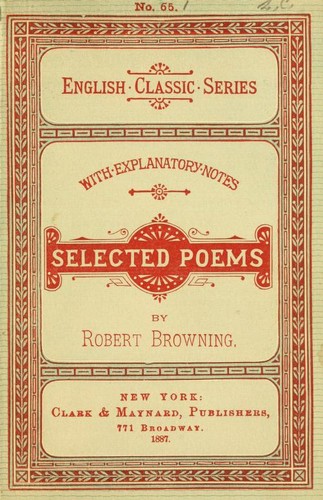 No. 65.
ENGLISH · CLASSIC · SERIES
WITH · EXPLANATORY · NOTES
SELECTED POEMS
BY
ROBERT BROWNING.
NEW YORK:
CLARK & MAYNARD, PUBLISHERS,
771 BROADWAY.
1887.